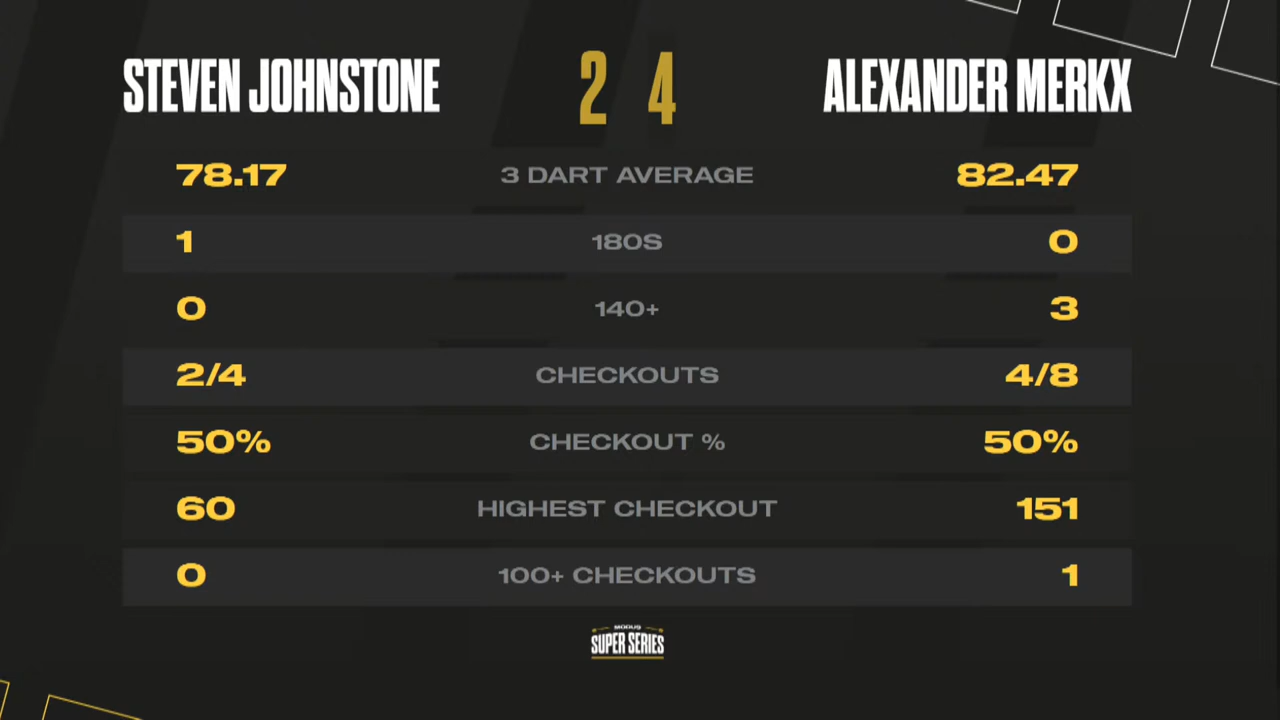 STEVEN JOHNSTONE 2 4 ALEXANDER MERKX
78.17 3 DART AVERAGE 82.47
1 180S 0
0 140+ 3
2/4 CHECKOUTS 4/8
50% CHECKOUT % 50%
60 HIGHEST CHECKOUT 151
0 100+ CHECKOUTS 1
MODUS
SUPER SERIES